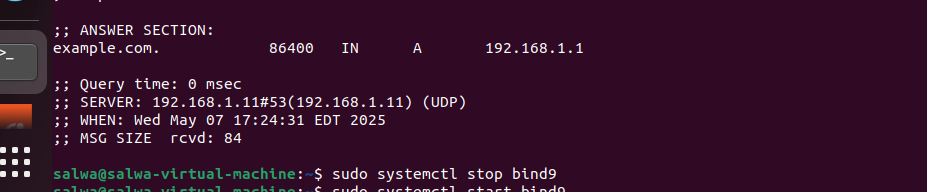 ;; ANSWER SECTION:
example.com. 86400 IN A 192.168.1.1
;; Query time: 0 msec
;; SERVER: 192.168.1.11#53(192.168.1.11) (UDP)
;; WHEN: Wed May 07 17:24:31 EDT 2025
;; MSG SIZE rcvd: 84
salwa@salwa-virtual-machine:~$ sudo systemctl stop bind9
salwa@salwa-virtual-machine:~$ sudo systemctl start bind9